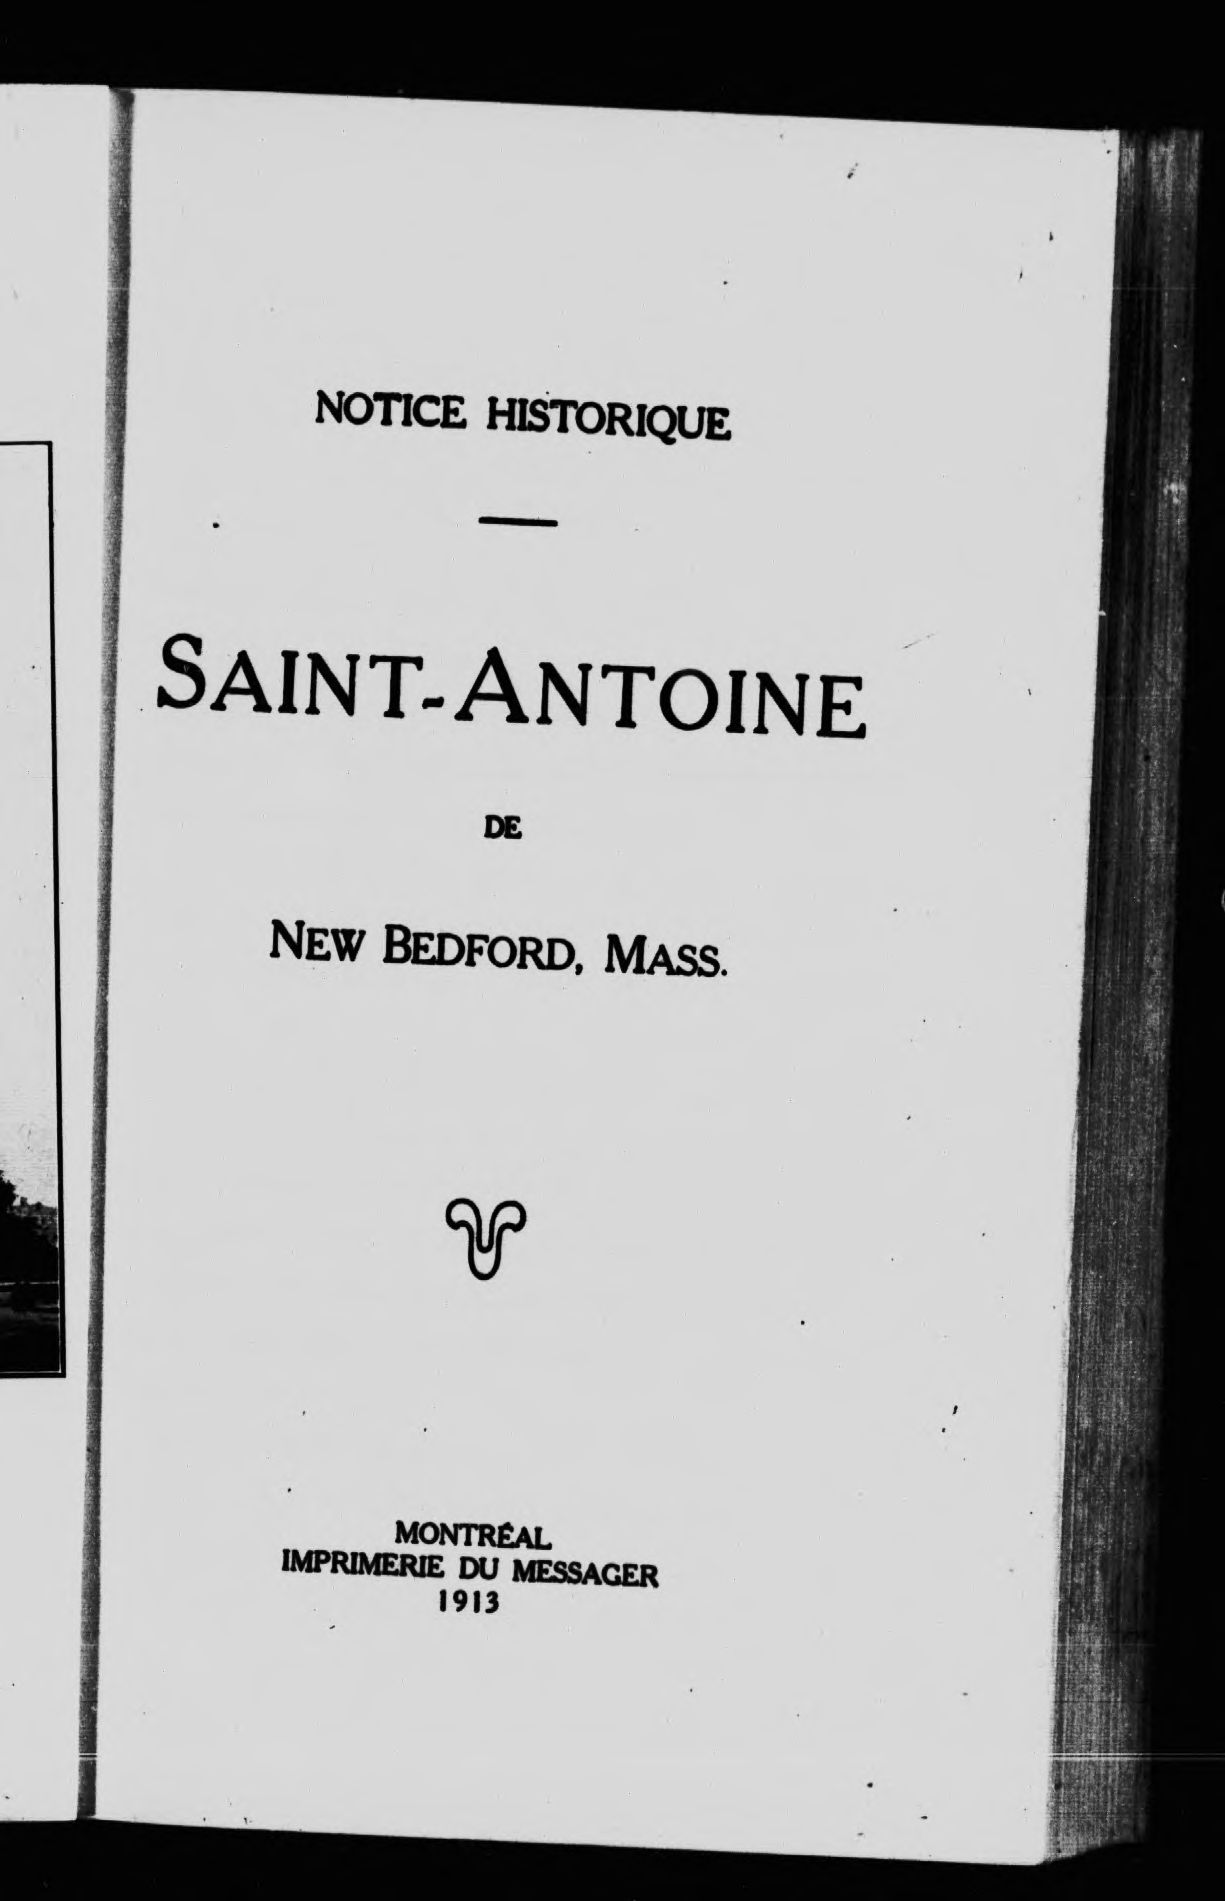 NOTICE HISTORIQUE
SAINT-ANTOINE
DE
NEW BEDFORD, MASS.
MONTRÉAL
IMPRIMERIE DU MESSAGER
1913